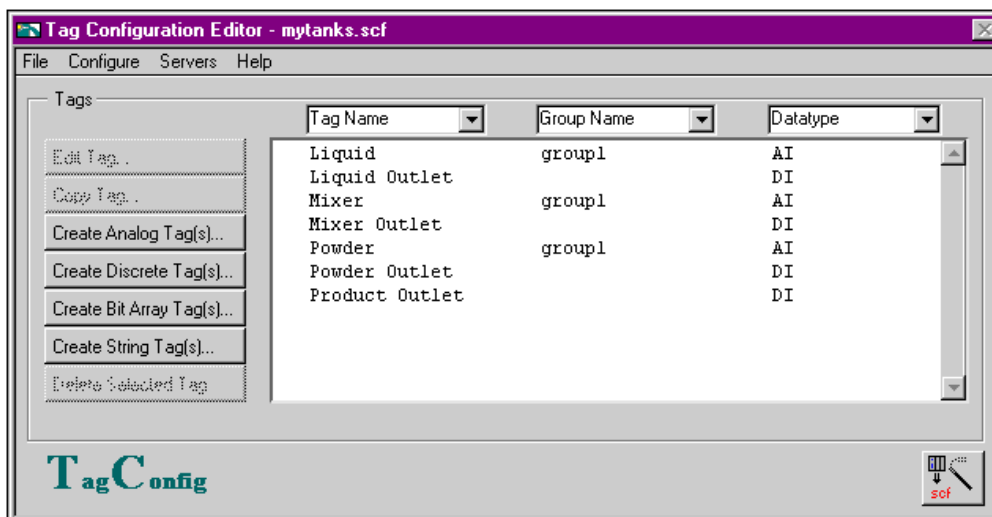 Tag Configuration Editor - mytanks.scf
File Configure Servers Help
Tags
Tag Name Group Name Datatype
Edit Tag...
Copy Tag...
Create Analog Tag(s)...
Create Discrete Tag(s)...
Create Bit Array Tag(s)...
Create String Tag(s)...
Delete Selected Tag
Liquid group1 AI
Liquid Outlet DI
Mixer group1 AI
Mixer Outlet DI
Powder group1 AI
Powder Outlet DI
Product Outlet DI
TagConfig
scf